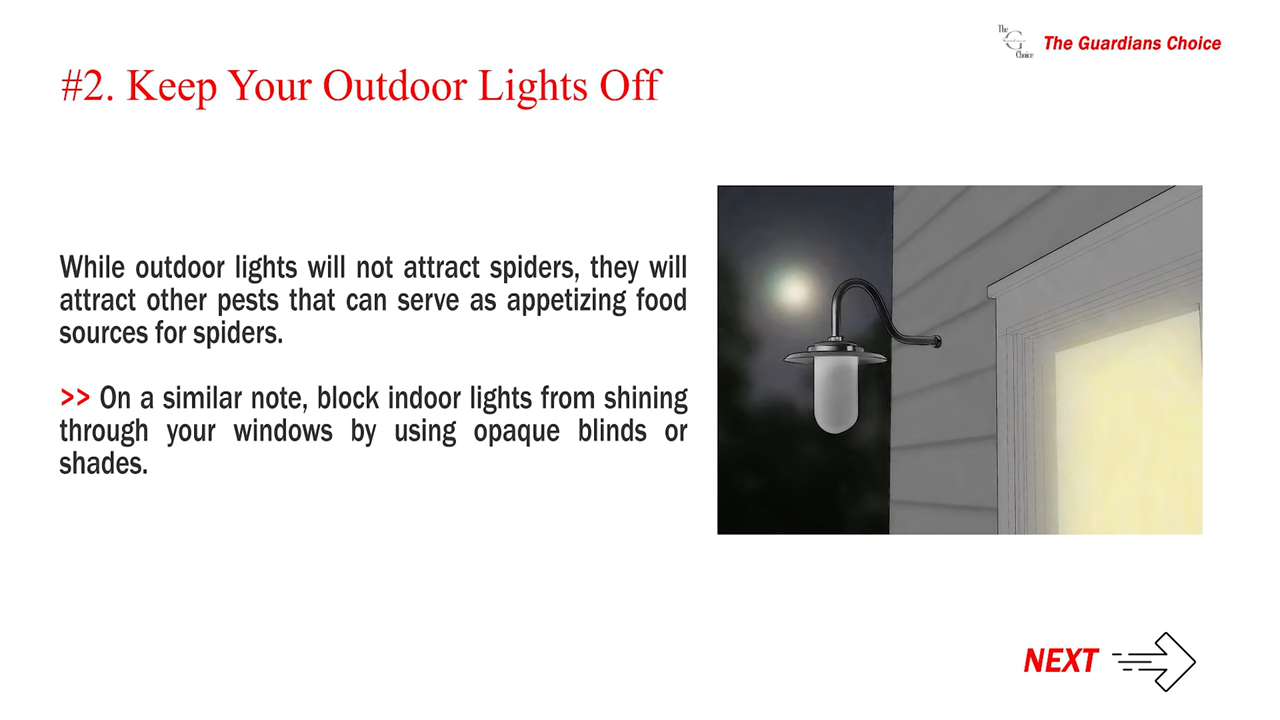 The
G
Choice
The Guardians Choice
#2. Keep Your Outdoor Lights Off
While outdoor lights will not attract spiders, they will
attract other pests that can serve as appetizing food
sources for spiders.
>> On a similar note, block indoor lights from shining
through your windows by using opaque blinds or
shades.
NEXT